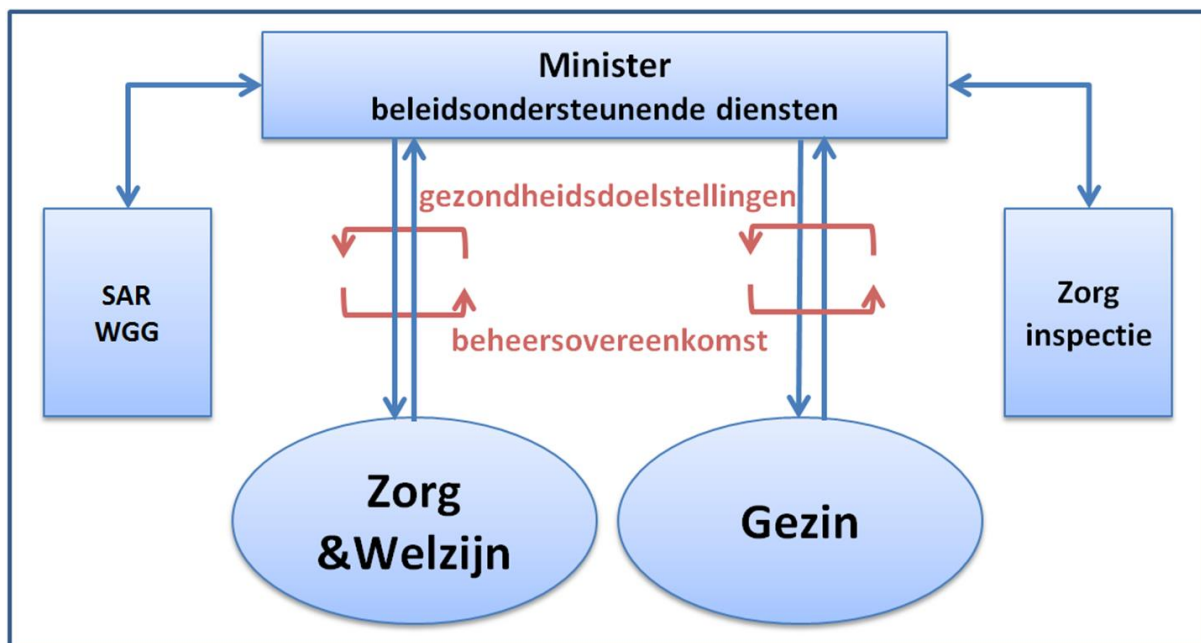 Minister
beleidsondersteunende diensten
gezondheidsdoelstellingen
SAR
WGG
Zorg
inspectie
beheersovereenkomst
Zorg
&Welzijn
Gezin